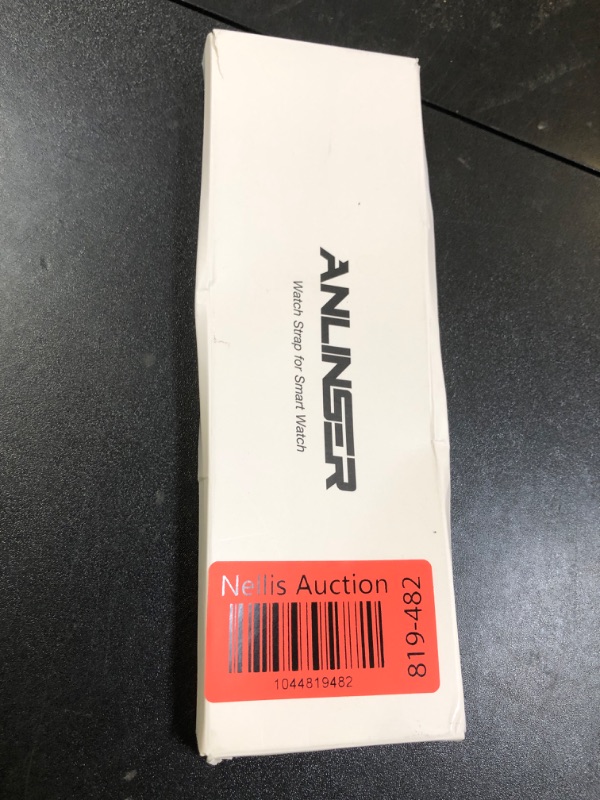 ANLINSER
Watch Strap for Smart Watch
Nellis Auction
1044819482
819-482